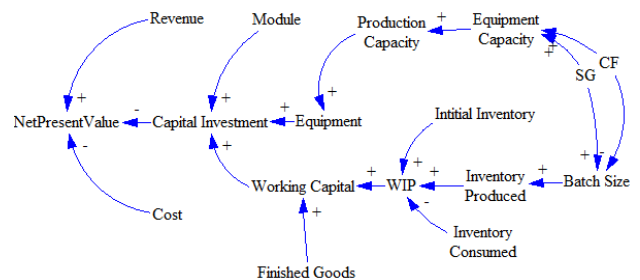 Revenue
Module
Production
Capacity
Equipment
Capacity
CF
SG
+
+
+
+
+
+
+
-
NetPresentValue
Capital Investment
+
Equipment
Intitial Inventory
-
+
+
+
-
Working Capital
+
WIP
+
Inventory
Produced
+
Batch Size
Cost
+
-
Inventory
Consumed
Finished Goods